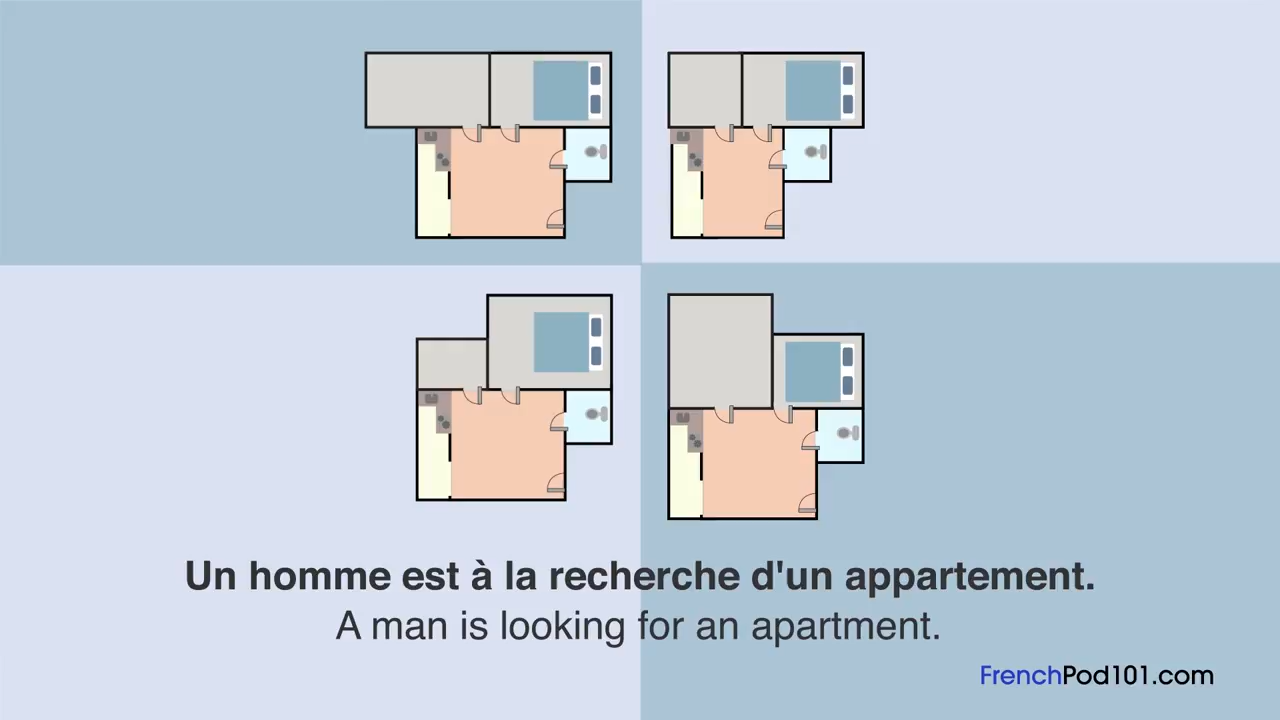 Un homme est à la recherche d'un appartement.
A man is looking for an apartment.
FrenchPod101.com